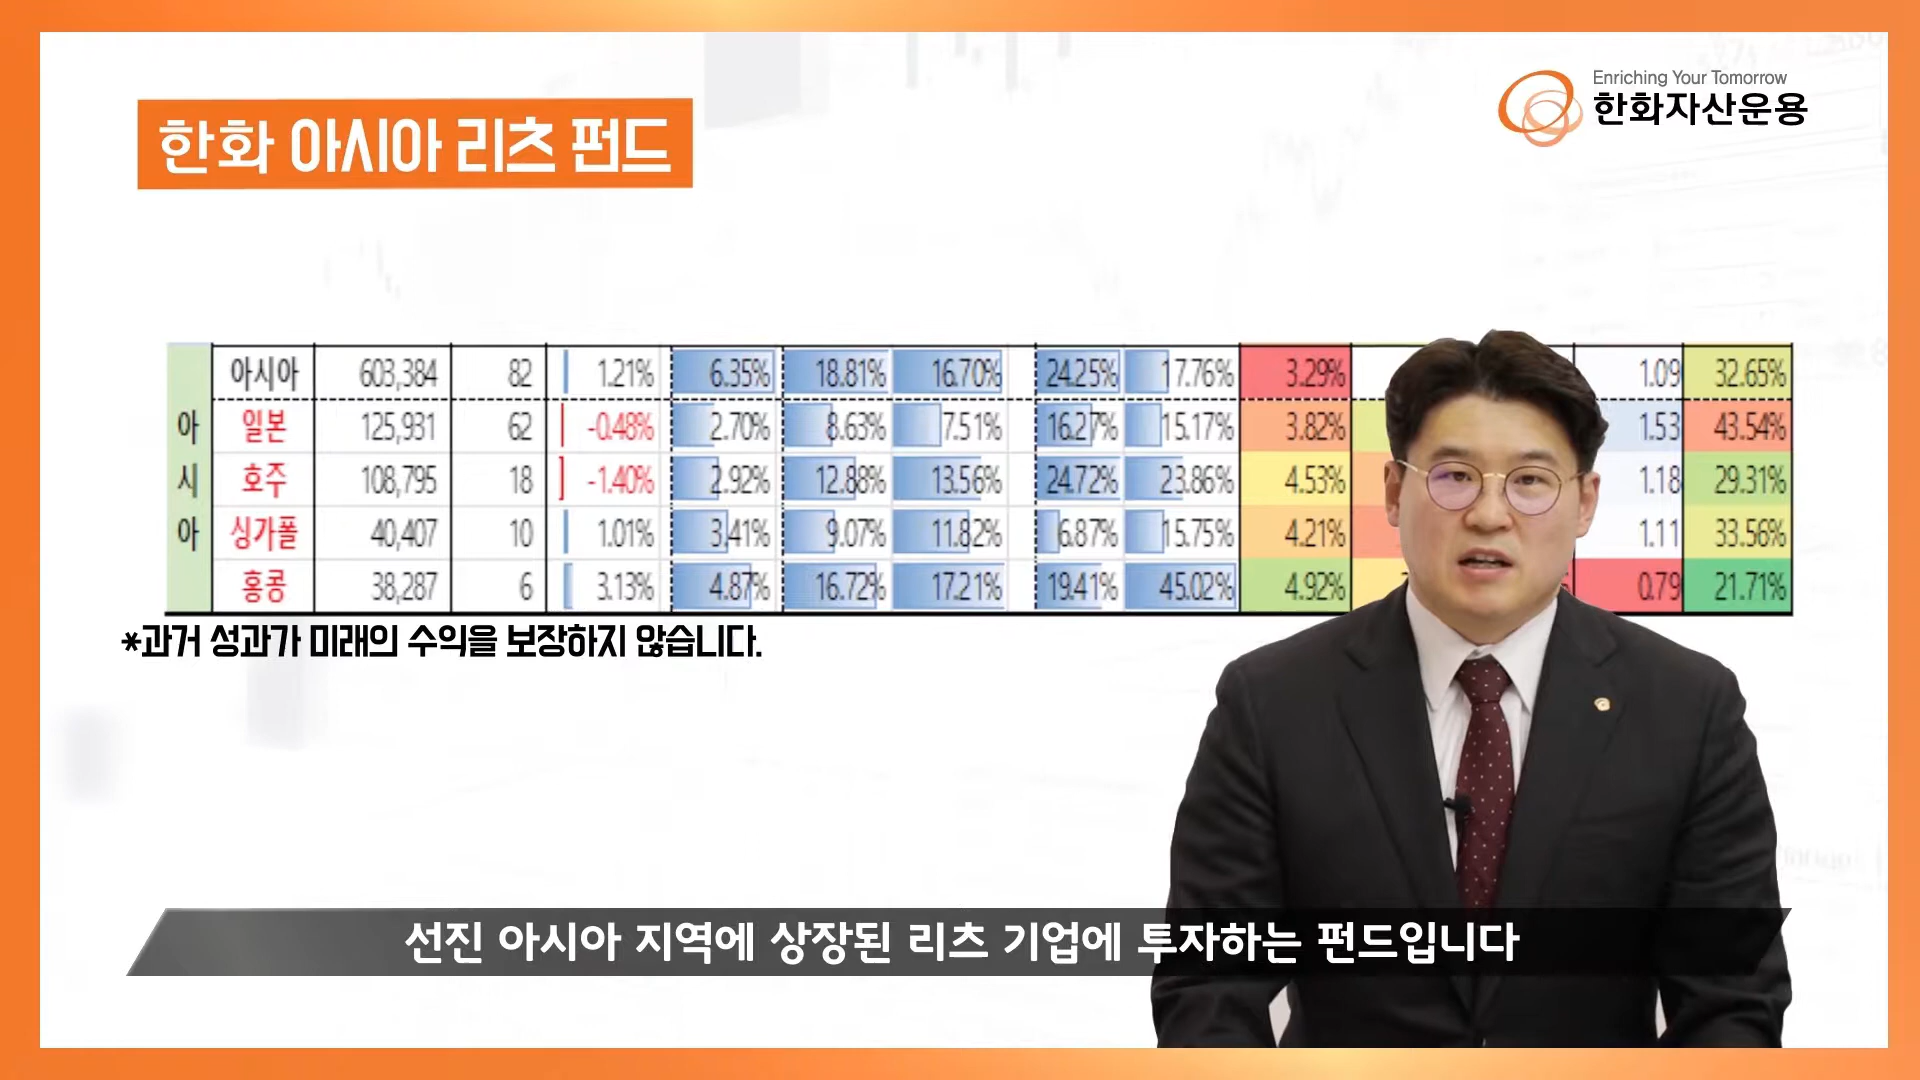 Enriching Your Tomorrow
한화자산운용
한화 아시아 리츠 펀드
아시아
아시아 603,384 82 1.21% 6.35% 18.81% 16.70% 24.25% 17.76% 3.29% 1.09 32.65%
일본 125,931 62 -0.48% 2.70% 8.63% 7.51% 16.27% 15.17% 3.82% 1.53 43.54%
호주 108,795 18 -1.40% 2.92% 12.88% 13.56% 24.72% 23.86% 4.53% 1.18 29.31%
싱가폴 40,407 10 1.01% 3.41% 9.07% 11.82% 6.87% 15.75% 4.21% 1.11 33.56%
홍콩 38,287 6 3.13% 4.87% 16.72% 17.21% 19.41% 45.02% 4.92% 0.79 21.71%
*과거 성과가 미래의 수익을 보장하지 않습니다.
선진 아시아 지역에 상장된 리츠 기업에 투자하는 펀드입니다